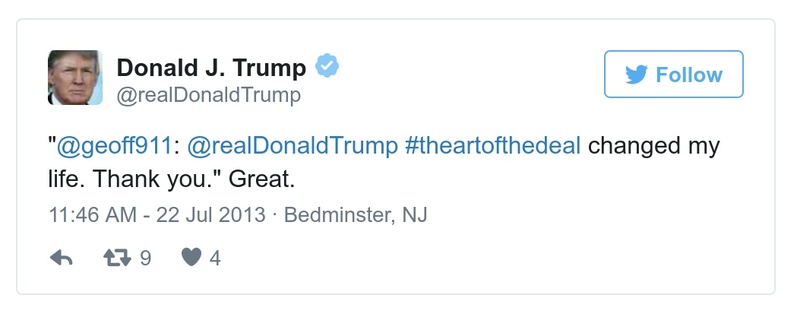 Donald J. Trump
@realDonaldTrump
Follow
"@geoff911: @realDonaldTrump #theartofthedeal changed my
life. Thank you." Great.
11:46 AM - 22 Jul 2013 · Bedminster, NJ
9 4